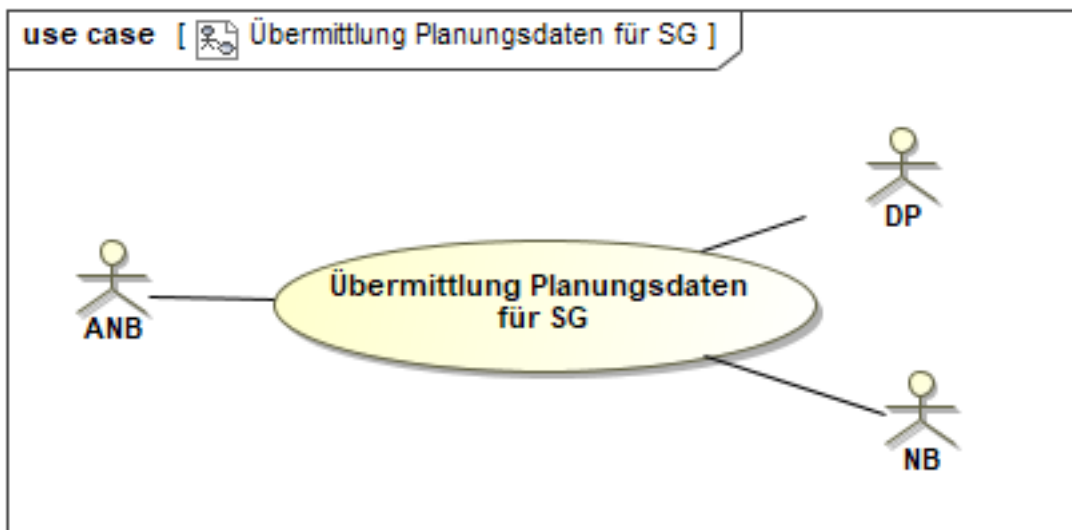 use case [ Übermittlung Planungsdaten für SG ]
DP
Übermittlung Planungsdaten
für SG
ANB
NB